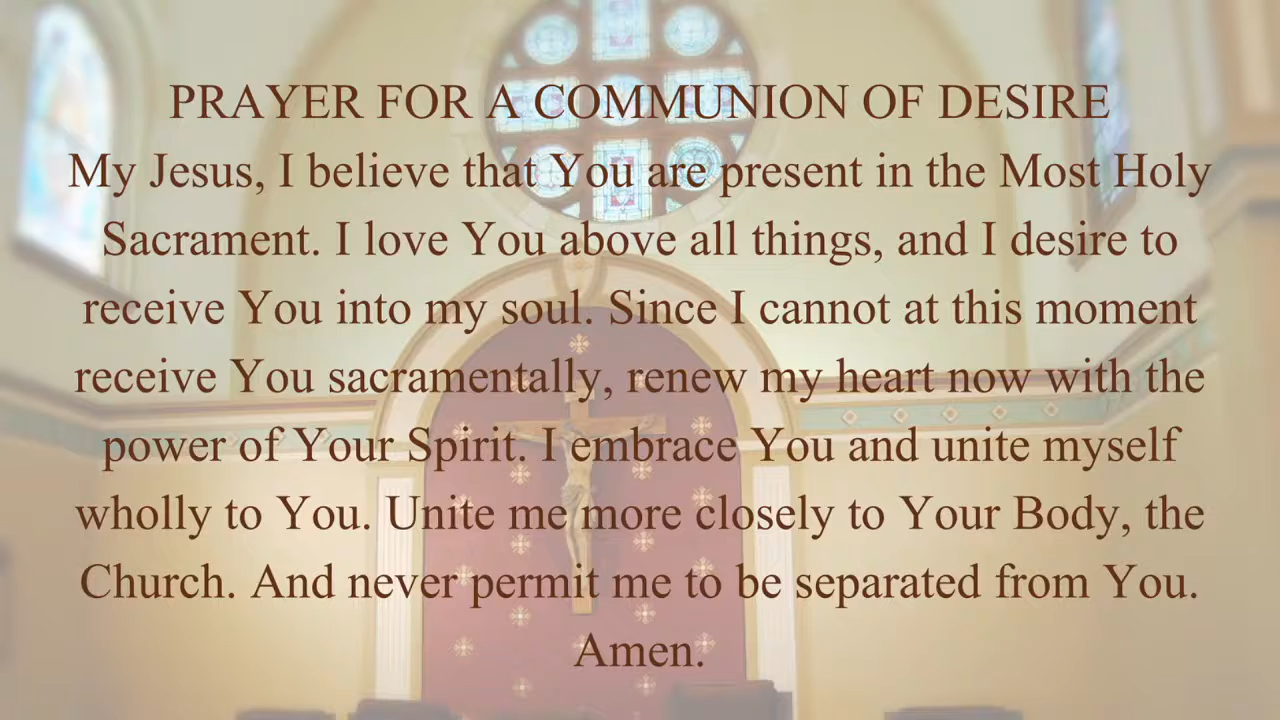 PRAYER FOR A COMMUNION OF DESIRE
My Jesus, I believe that You are present in the Most Holy
Sacrament. I love You above all things, and I desire to
receive You into my soul. Since I cannot at this moment
receive You sacramentally, renew my heart now with the
power of Your Spirit. I embrace You and unite myself
wholly to You. Unite me more closely to Your Body, the
Church. And never permit me to be separated from You.
Amen.